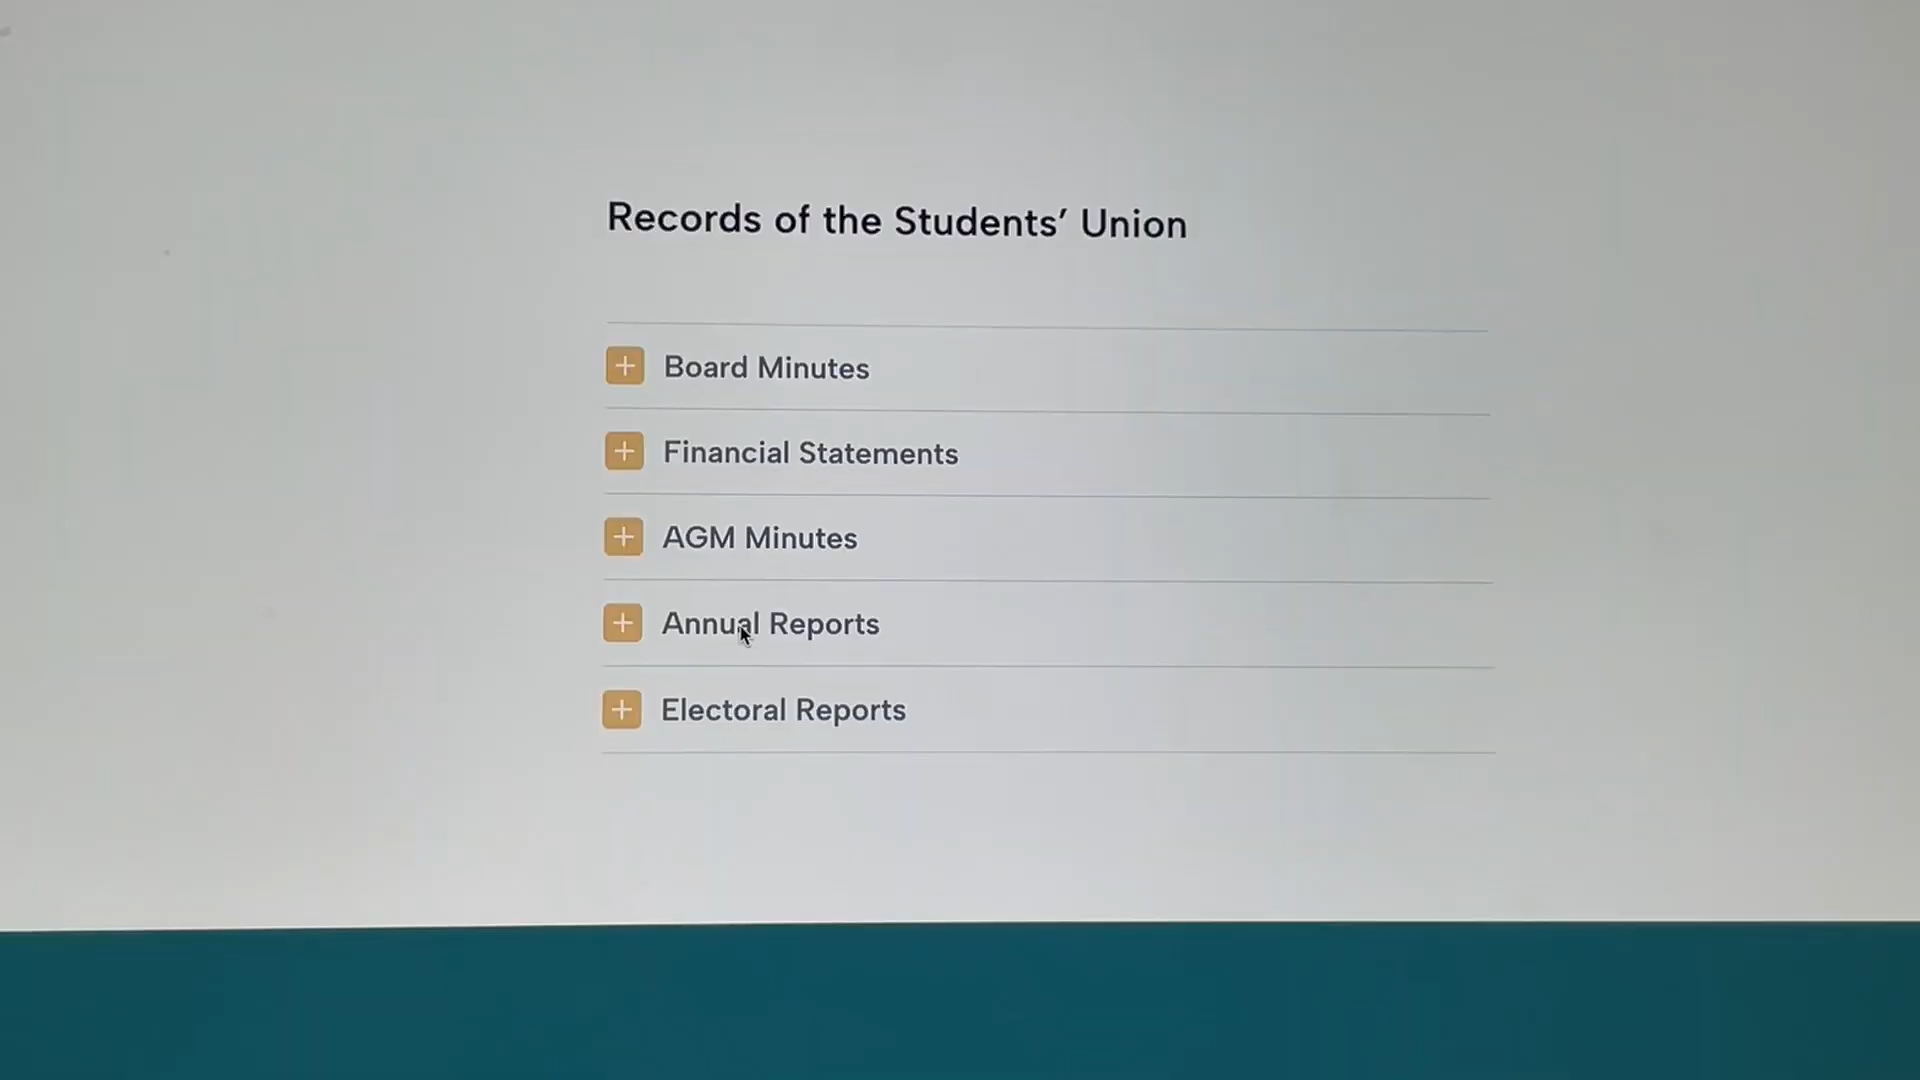 Records of the Students’ Union
Board Minutes
Financial Statements
AGM Minutes
Annual Reports
Electoral Reports